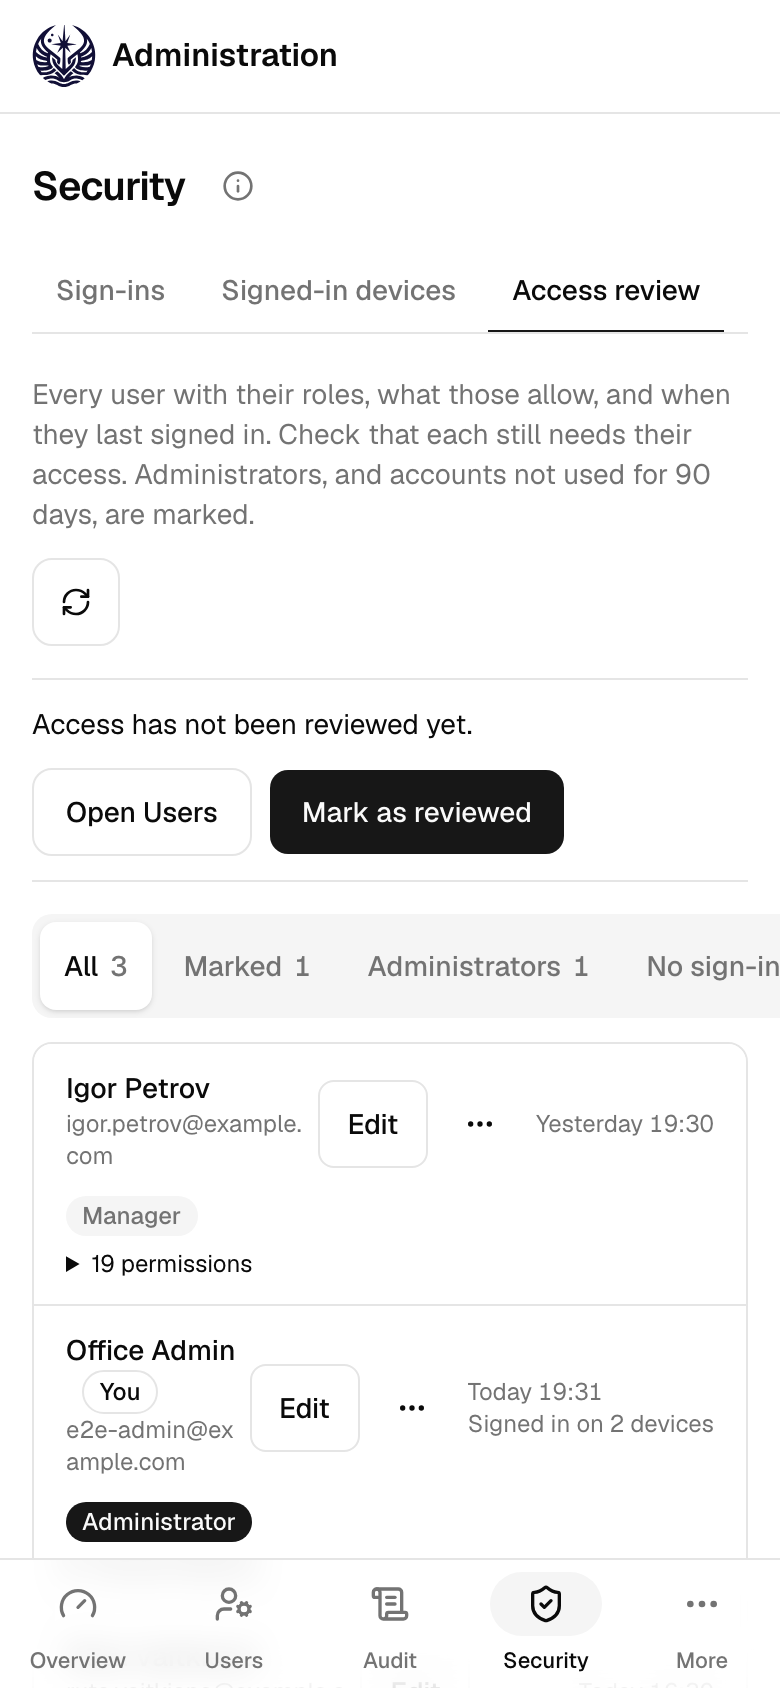 Administration
Security
Sign-ins
Signed-in devices
Access review
Every user with their roles, what those allow, and when
they last signed in. Check that each still needs their
access. Administrators, and accounts not used for 90
days, are marked.
Access has not been reviewed yet.
Open Users
Mark as reviewed
All 3
Marked 1
Administrators 1
No sign-in
Igor Petrov
igor.petrov@example.
com
Edit
Yesterday 19:30
Manager
19 permissions
Office Admin
You
e2e-admin@ex
ample.com
Edit
Today 19:31
Signed in on 2 devices
Administrator
Overview
Users
Audit
Security
More